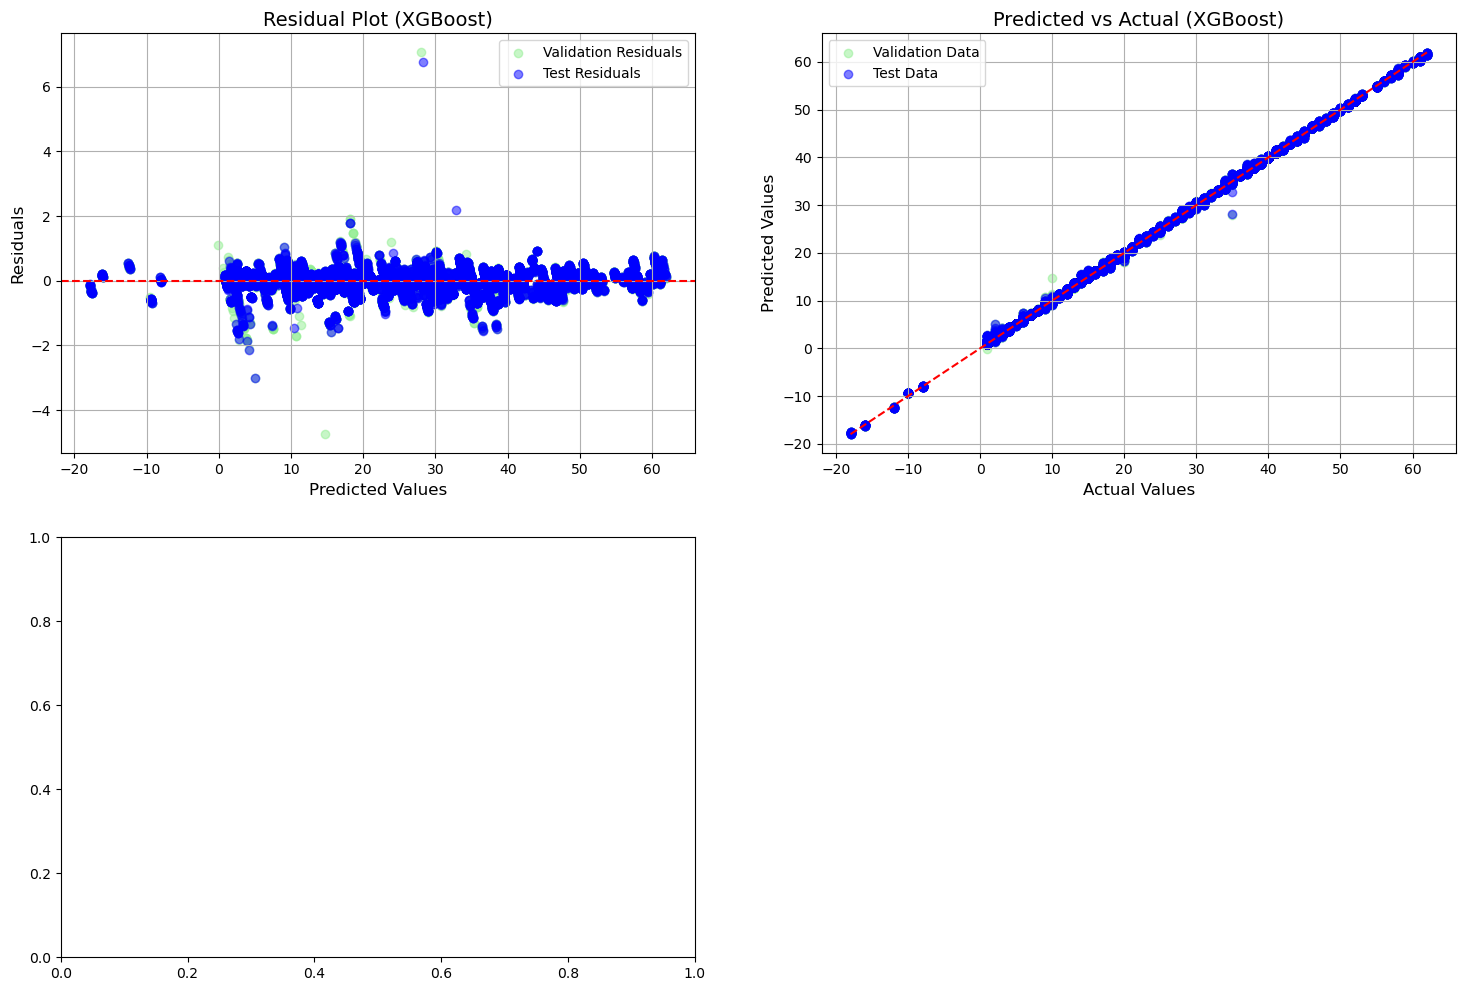 Residual Plot (XGBoost)
Validation Residuals
Test Residuals
Residuals
6
4
2
0
−2
−4
−20 −10 0 10 20 30 40 50 60
Predicted Values
Predicted vs Actual (XGBoost)
Validation Data
Test Data
Predicted Values
60
50
40
30
20
10
0
−10
−20
−20 −10 0 10 20 30 40 50 60
Actual Values
1.0
0.8
0.6
0.4
0.2
0.0
0.0 0.2 0.4 0.6 0.8 1.0